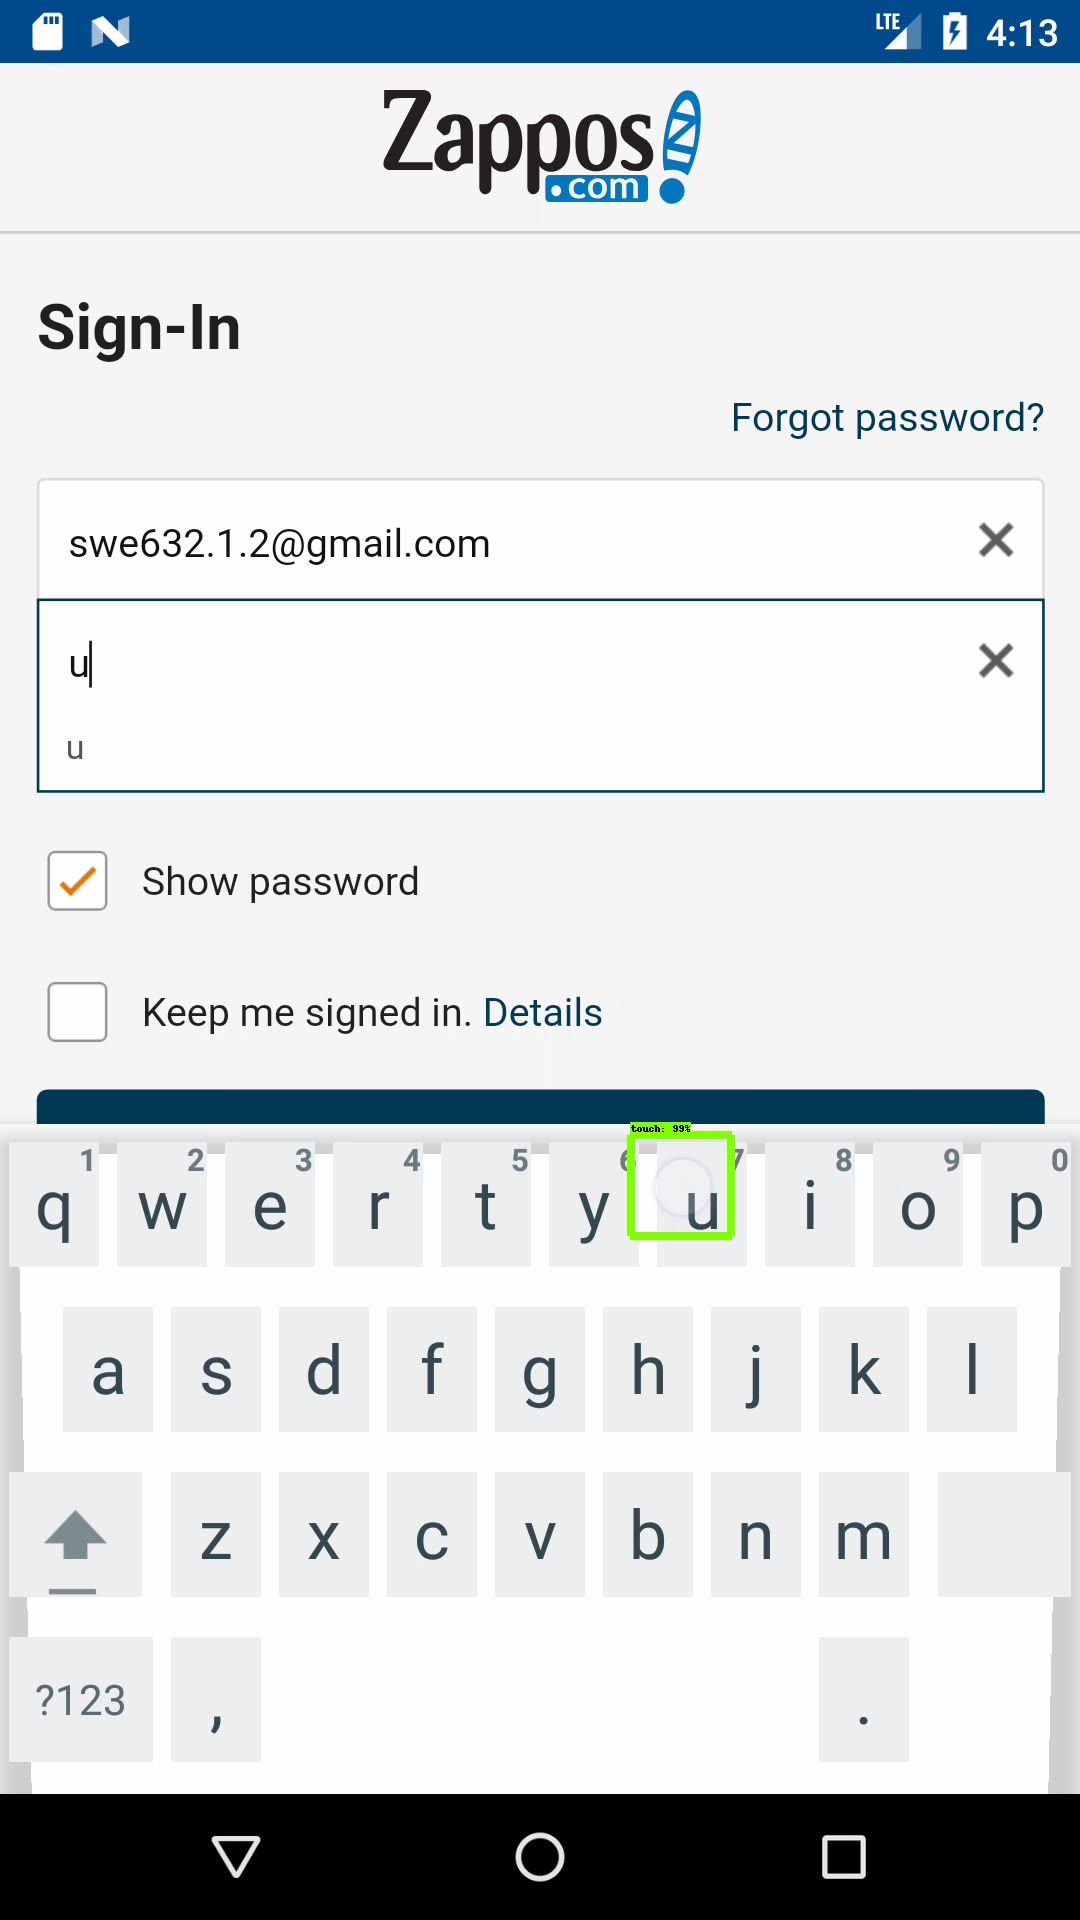 LTE 4:13
Zappos
.com
Sign-In
Forgot password?
swe632.1.2@gmail.com
u
u
Show password
Keep me signed in. Details
touch: 99%
1 2 3 4 5 6 7 8 9 0
q w e r t y u i o p
a s d f g h j k l
z x c v b n m
?123 , .